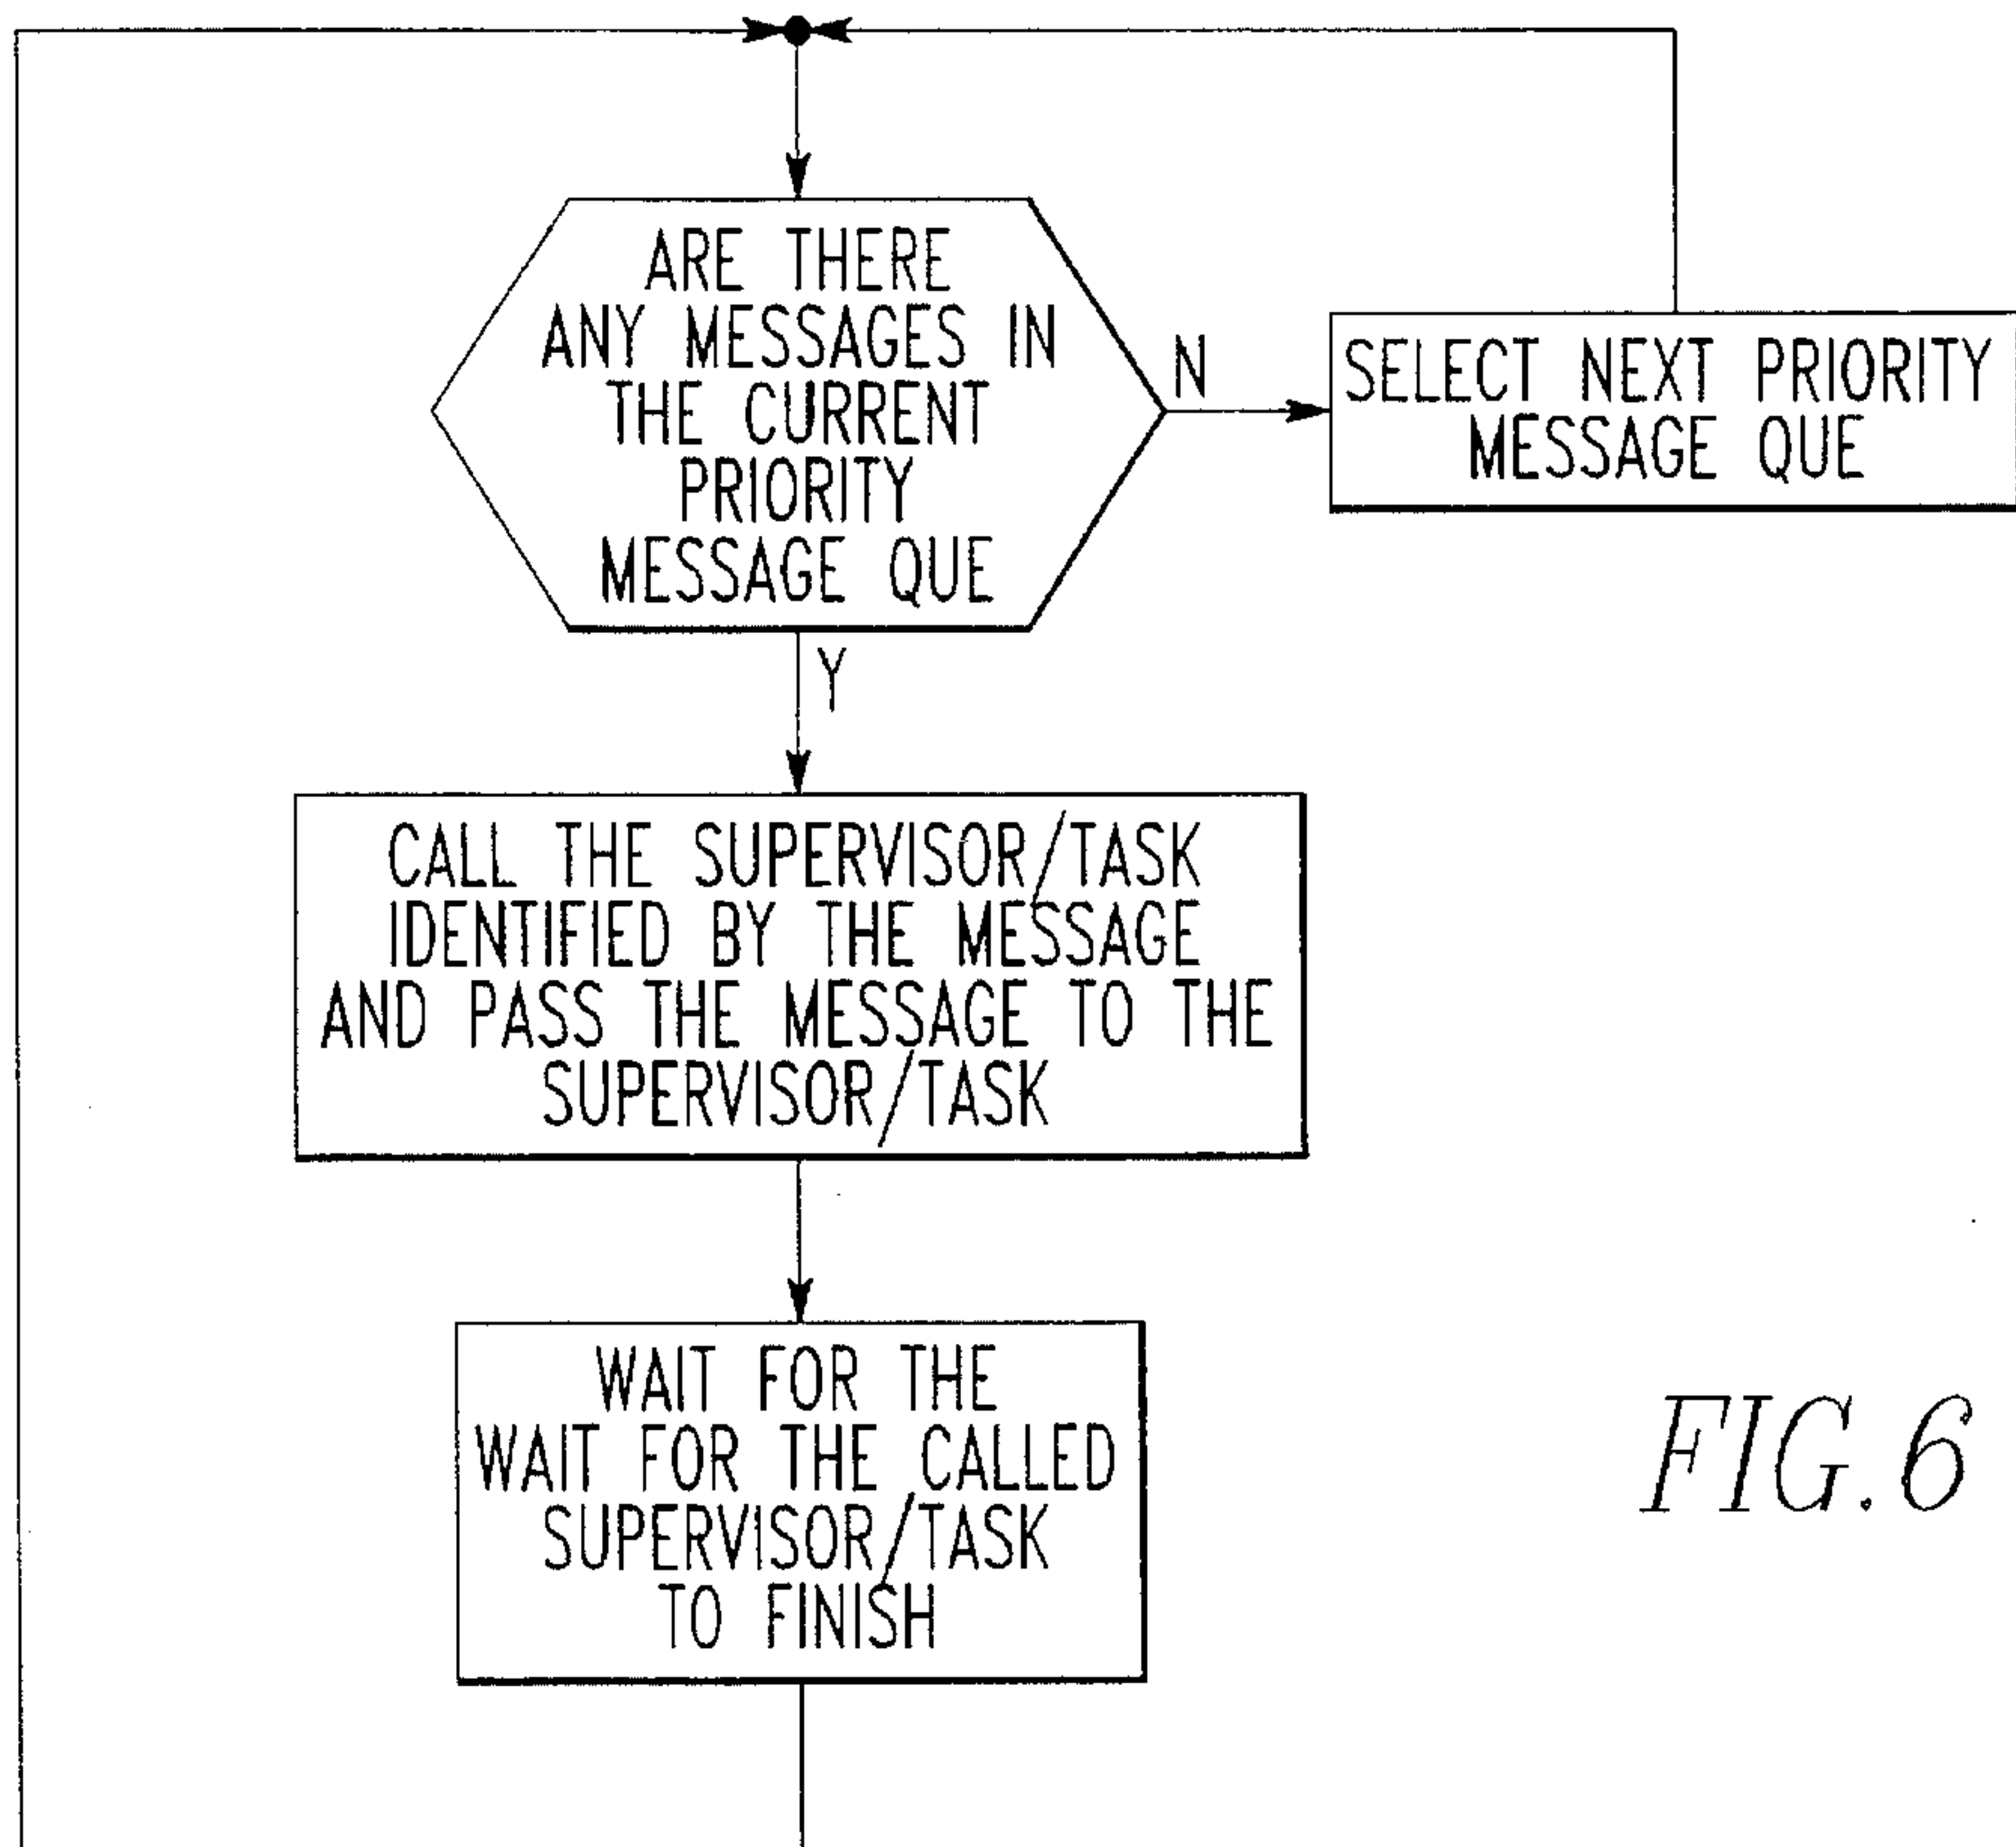 ARE THERE
ANY MESSAGES IN
THE CURRENT
PRIORITY
MESSAGE QUE
N
SELECT NEXT PRIORITY
MESSAGE QUE
Y
CALL THE SUPERVISOR/TASK
IDENTIFIED BY THE MESSAGE
AND PASS THE MESSAGE TO THE
SUPERVISOR/TASK
WAIT FOR THE
WAIT FOR THE CALLED
SUPERVISOR/TASK
TO FINISH
FIG.6